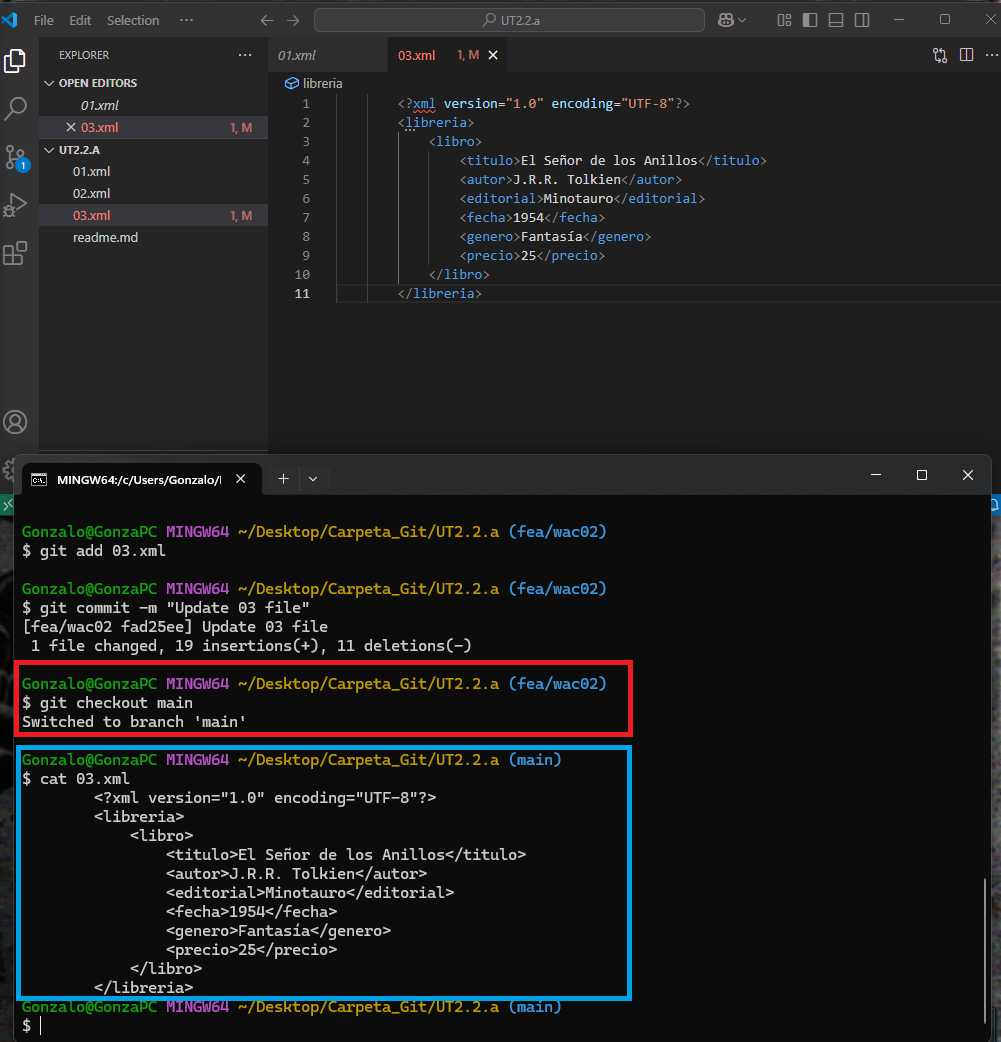 File Edit Selection ··· UT2.2.a
EXPLORER ···
OPEN EDITORS
01.xml
03.xml 1, M
UT2.2.A
01.xml
02.xml
03.xml 1, M
readme.md
1
01.xml 03.xml 1, M
libreria
1 <?xml version="1.0" encoding="UTF-8"?>
2 <libreria>
3 <libro>
4 <titulo>El Señor de los Anillos</titulo>
5 <autor>J.R.R. Tolkien</autor>
6 <editorial>Minotauro</editorial>
7 <fecha>1954</fecha>
8 <genero>Fantasía</genero>
9 <precio>25</precio>
10 </libro>
11 </libreria>
MINGW64:/c/Users/Gonzalo/
Gonzalo@GonzaPC MINGW64 ~/Desktop/Carpeta_Git/UT2.2.a (fea/wac02)
$ git add 03.xml
Gonzalo@GonzaPC MINGW64 ~/Desktop/Carpeta_Git/UT2.2.a (fea/wac02)
$ git commit -m "Update 03 file"
[fea/wac02 fad25ee] Update 03 file
1 file changed, 19 insertions(+), 11 deletions(-)
Gonzalo@GonzaPC MINGW64 ~/Desktop/Carpeta_Git/UT2.2.a (fea/wac02)
$ git checkout main
Switched to branch 'main'
Gonzalo@GonzaPC MINGW64 ~/Desktop/Carpeta_Git/UT2.2.a (main)
$ cat 03.xml
<?xml version="1.0" encoding="UTF-8"?>
<libreria>
<libro>
<titulo>El Señor de los Anillos</titulo>
<autor>J.R.R. Tolkien</autor>
<editorial>Minotauro</editorial>
<fecha>1954</fecha>
<genero>Fantasía</genero>
<precio>25</precio>
</libro>
</libreria>
Gonzalo@GonzaPC MINGW64 ~/Desktop/Carpeta_Git/UT2.2.a (main)
$